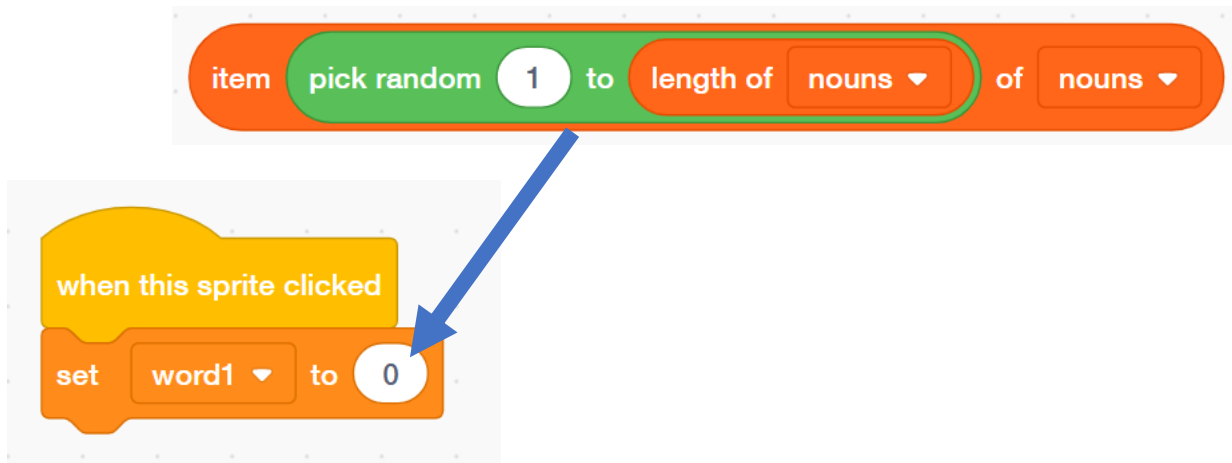 item pick random 1 to length of nouns of nouns
when this sprite clicked
set word1 to 0